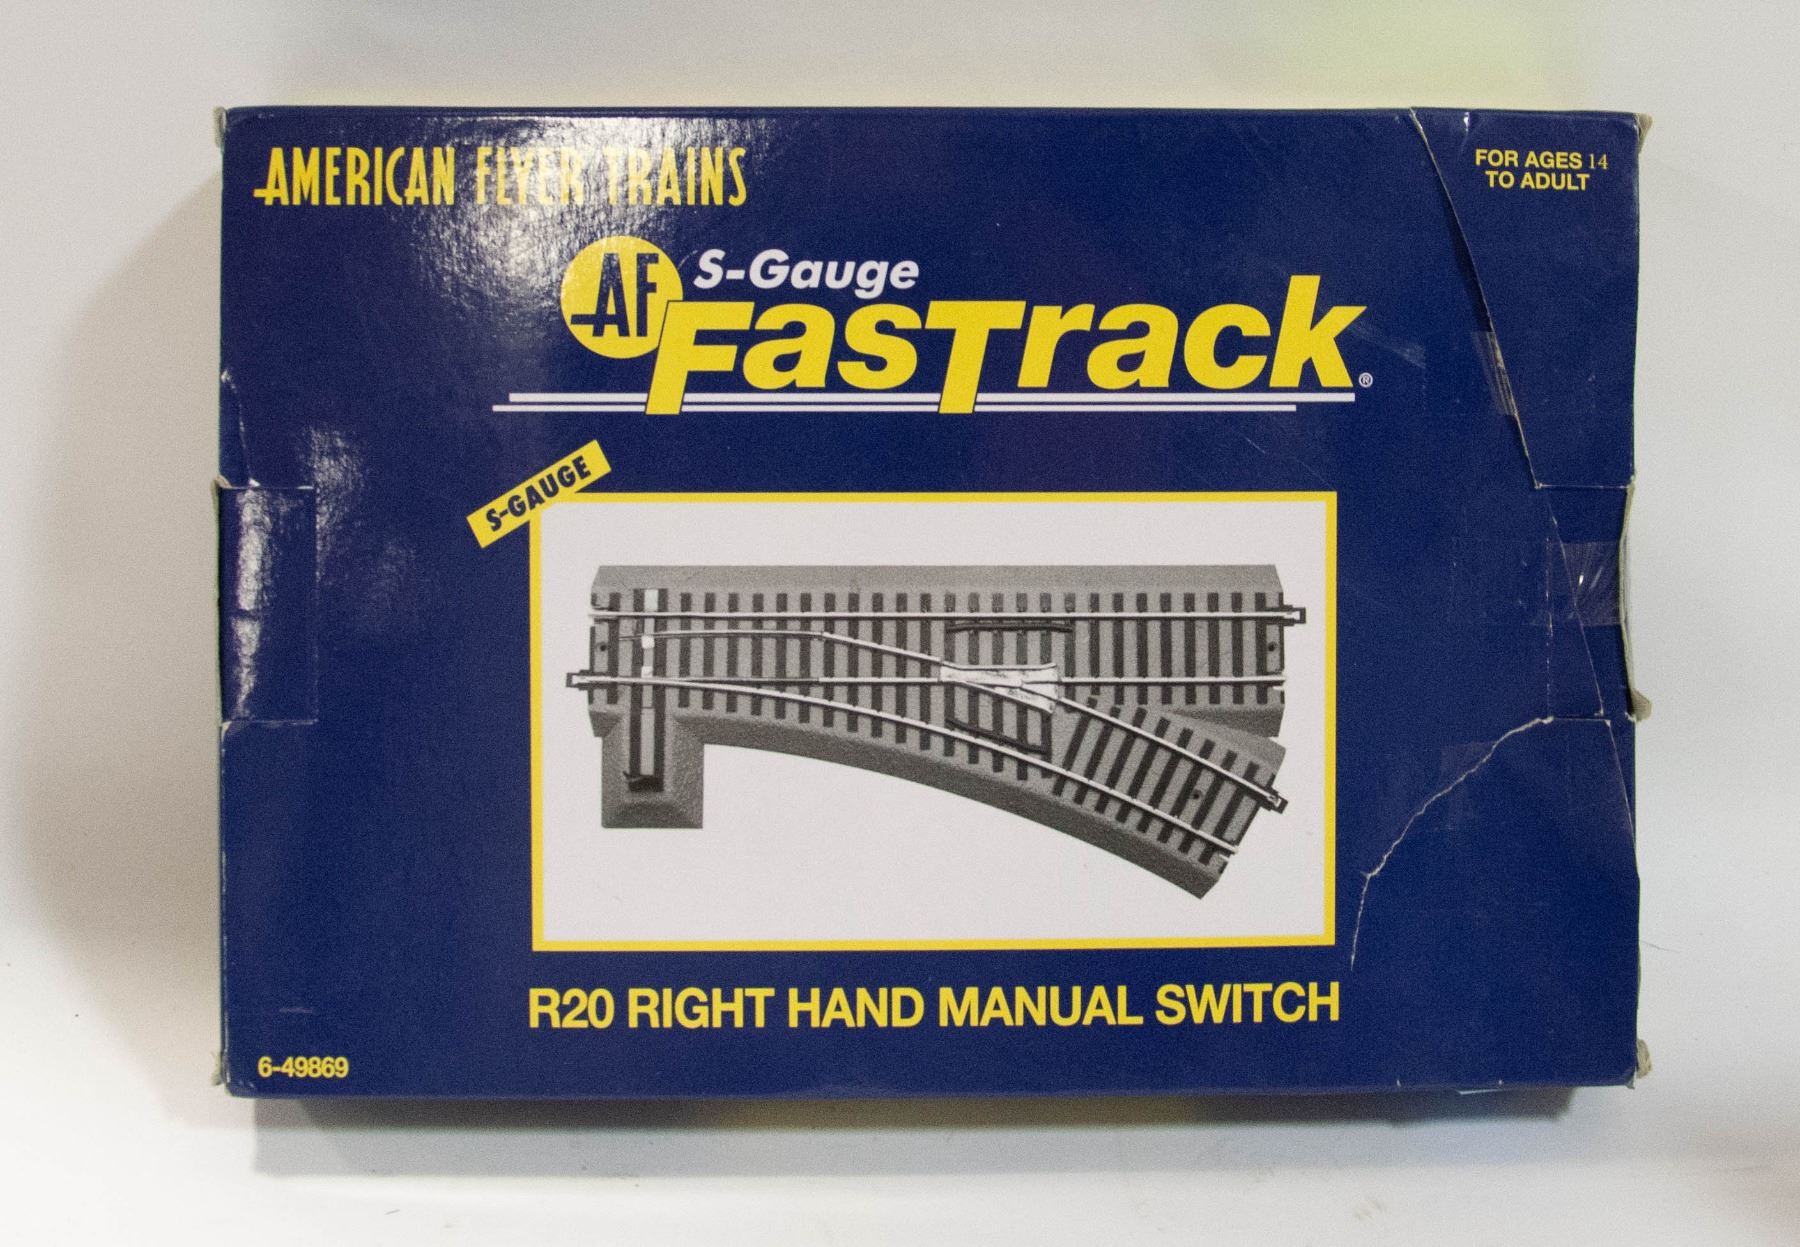 AMERICAN FLYER TRAINS
FOR AGES 14
TO ADULT
AF
S-Gauge
FasTrack®
S-GAUGE
R20 RIGHT HAND MANUAL SWITCH
6-49869